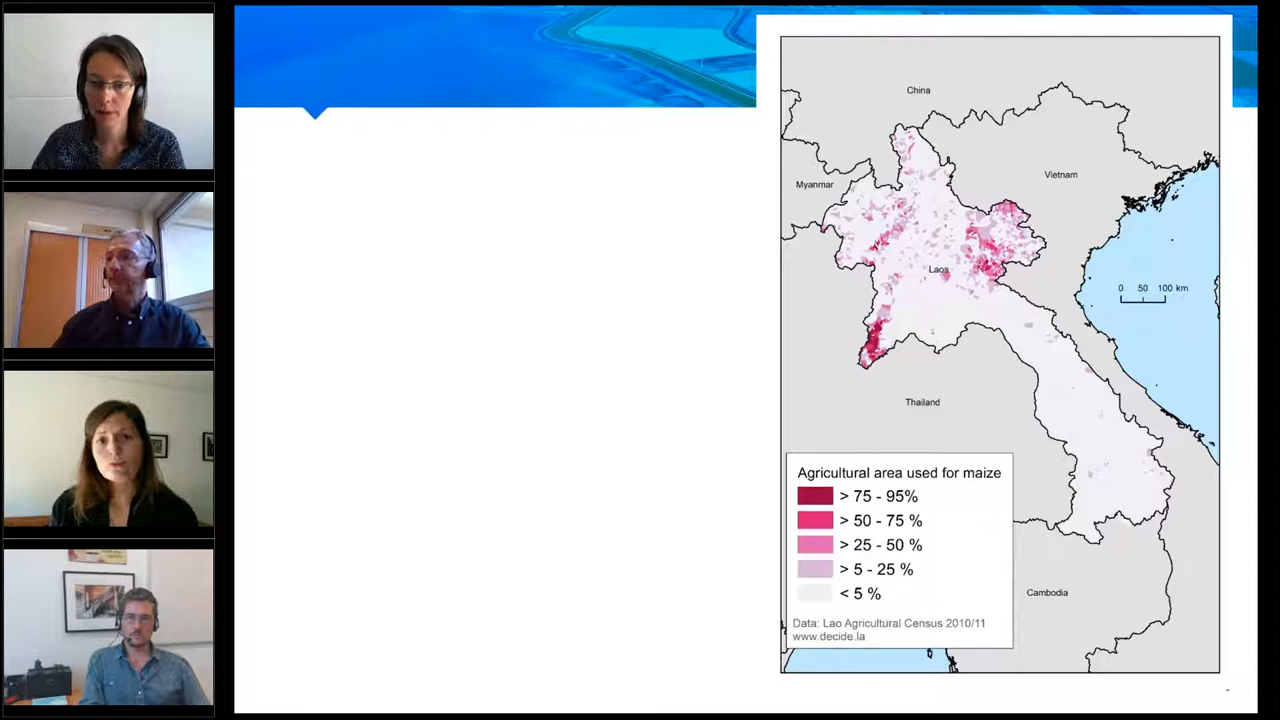 China
Myanmar
Vietnam
Laos
0 50 100 km
Thailand
Agricultural area used for maize
> 75 - 95%
> 50 - 75 %
> 25 - 50 %
> 5 - 25 %
< 5 %
Cambodia
Data: Lao Agricultural Census 2010/11
www.decide.la